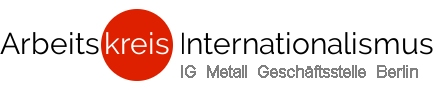 Arbeitskreis Internationalismus
IG Metall Geschäftsstelle Berlin